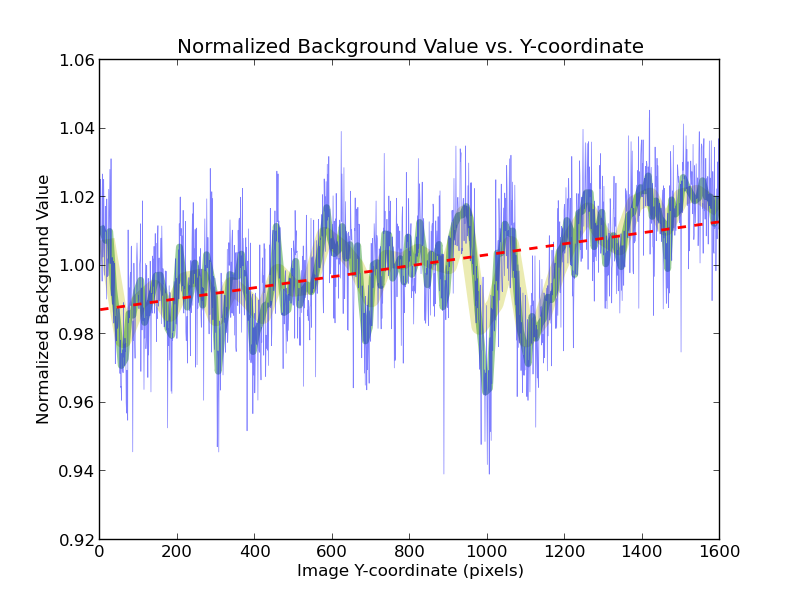 Normalized Background Value vs. Y-coordinate
1.06
1.04
1.02
1.00
0.98
0.96
0.94
0.92
Normalized Background Value
0 200 400 600 800 1000 1200 1400 1600
Image Y-coordinate (pixels)